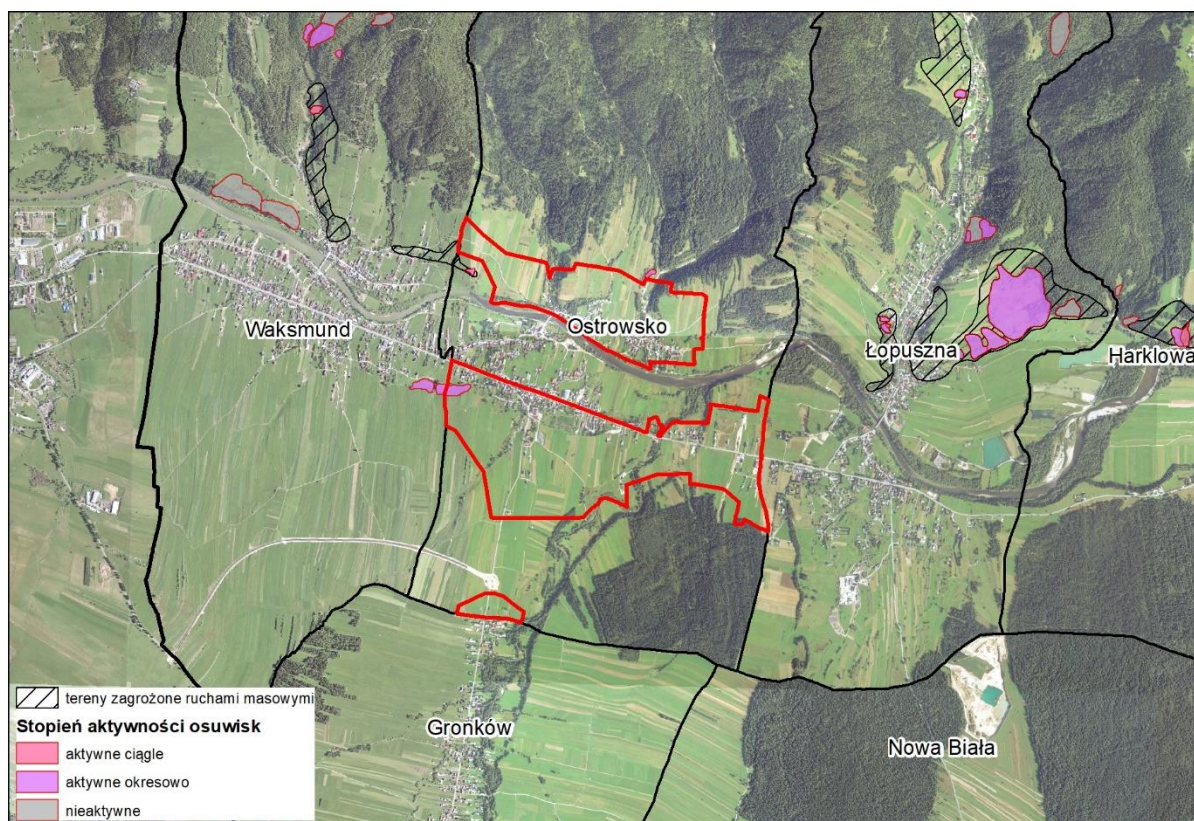 Waksmund
Ostrowsko
Łopuszna
Harklowa
Gronków
Nowa Biała
tereny zagrożone ruchami masowymi
Stopień aktywności osuwisk
aktywne ciągle
aktywne okresowo
nieaktywne